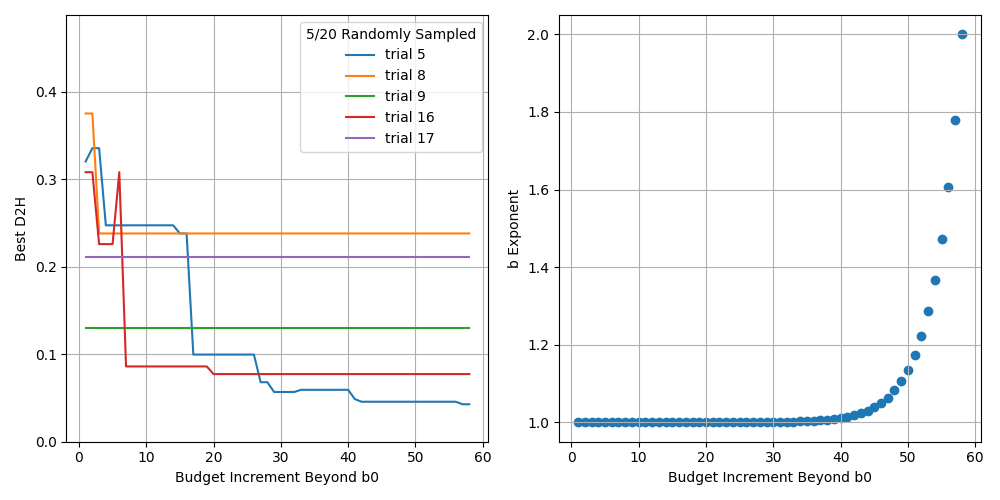 5/20 Randomly Sampled
trial 5
trial 8
trial 9
trial 16
trial 17
Best D2H
0.4
0.3
0.2
0.1
0.0
0 10 20 30 40 50 60
Budget Increment Beyond b0
b Exponent
2.0
1.8
1.6
1.4
1.2
1.0
0 10 20 30 40 50 60
Budget Increment Beyond b0